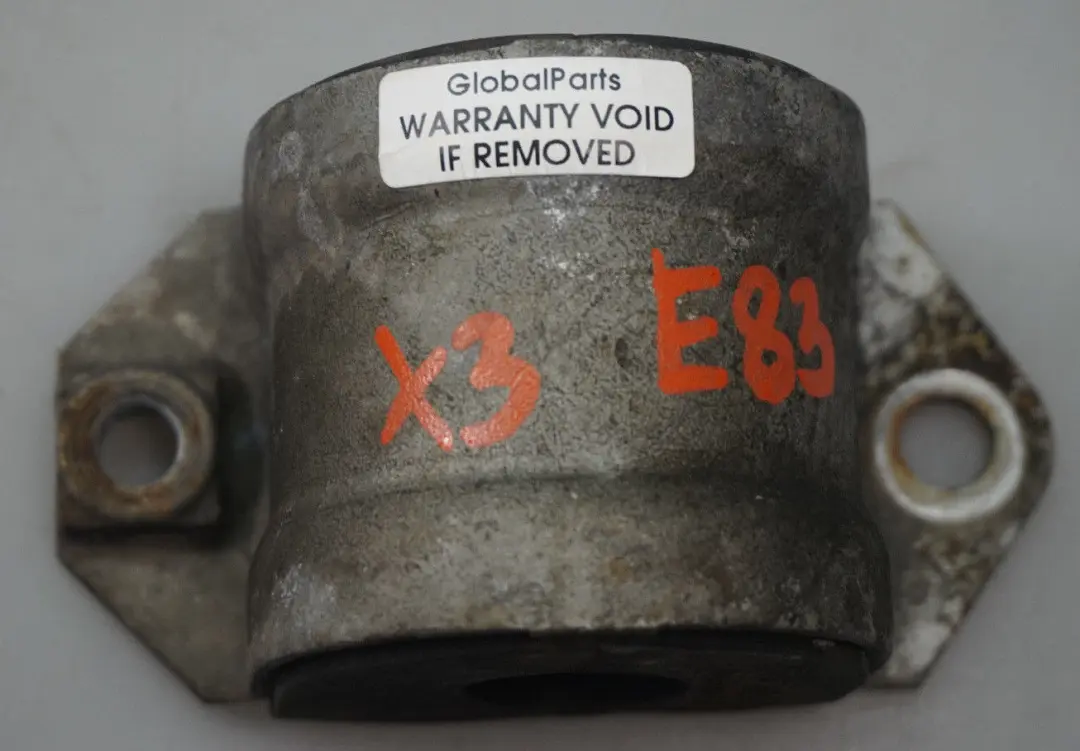 GlobalParts
WARRANTY VOID
IF REMOVED
X3 E83